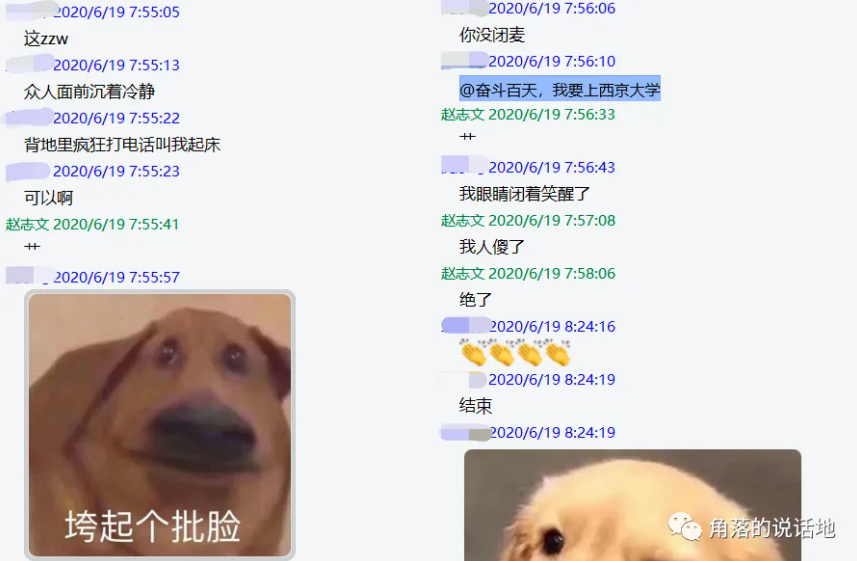 2020/6/19 7:55:05
这zzw
2020/6/19 7:55:13
众人面前沉着冷静
2020/6/19 7:55:22
背地里疯狂打电话叫我起床
2020/6/19 7:55:23
可以啊
赵志文 2020/6/19 7:55:41
艹
2020/6/19 7:55:57
垮起个批脸
2020/6/19 7:56:06
你没闭麦
2020/6/19 7:56:10
@奋斗百天，我要上西京大学
赵志文 2020/6/19 7:56:33
艹
2020/6/19 7:56:43
我眼睛闭着笑醒了
赵志文 2020/6/19 7:57:08
我人傻了
赵志文 2020/6/19 7:58:06
绝了
2020/6/19 8:24:16
👏👏👏👏
2020/6/19 8:24:19
结束
2020/6/19 8:24:19
角落的说话地